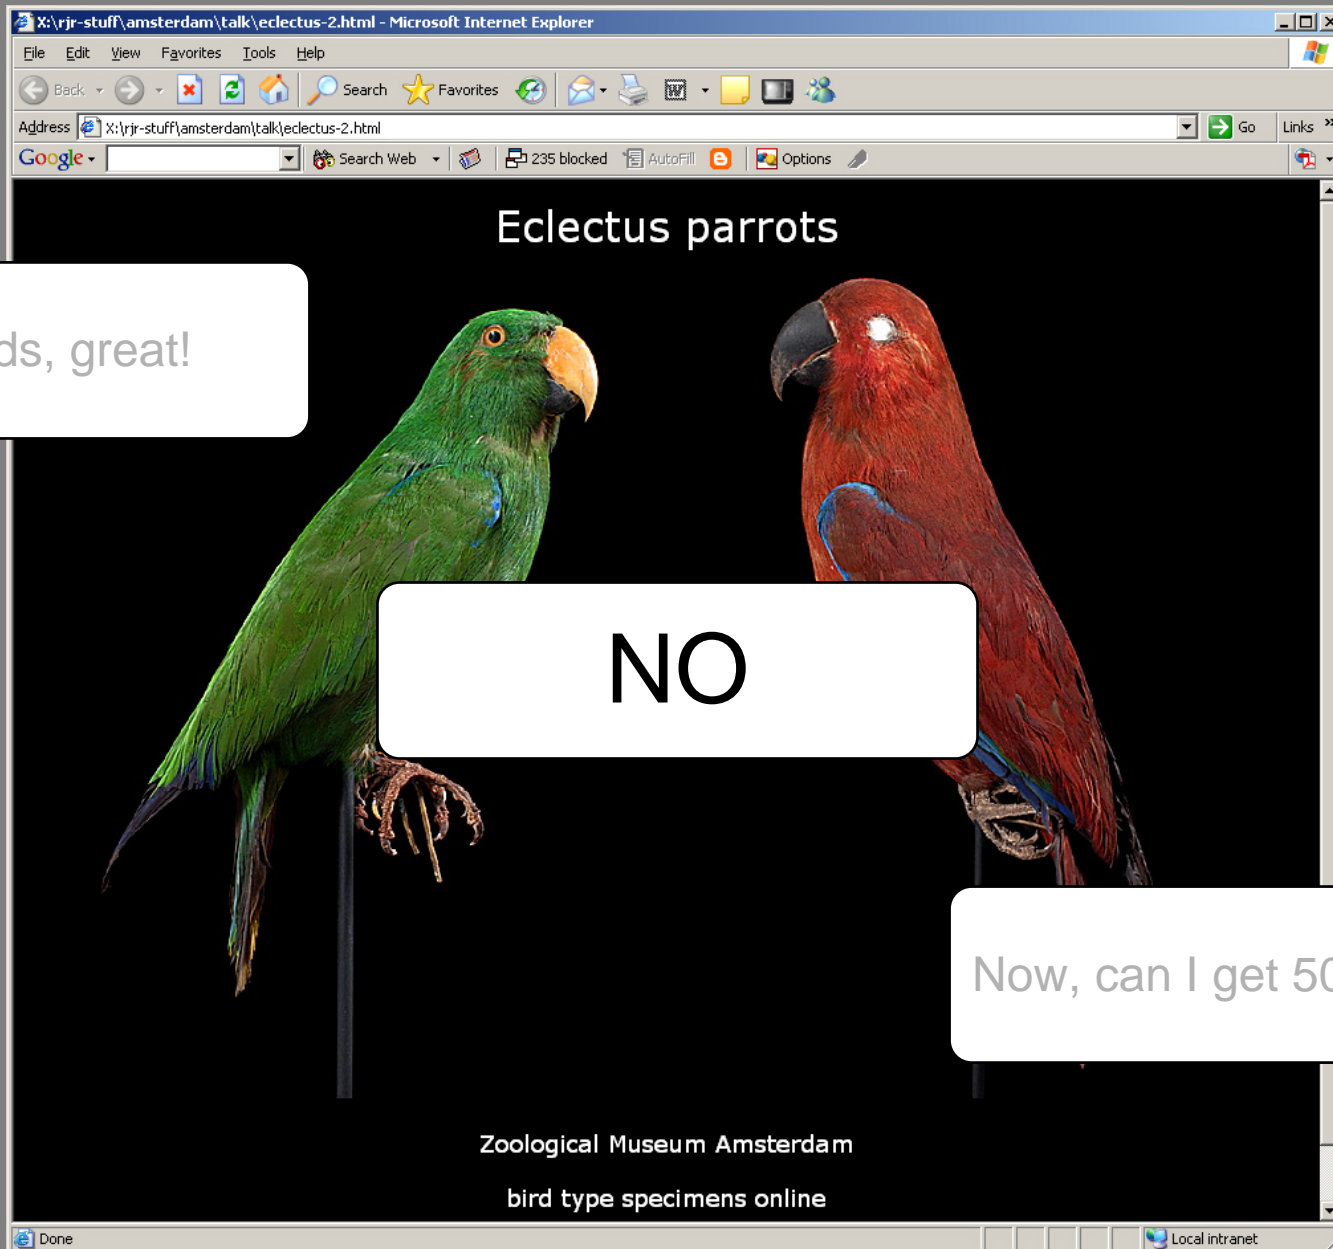 X:\rjr-stuff\amsterdam\talk\eclectus-2.html - Microsoft Internet Explorer
File Edit View Favorites Tools Help
Back Search Favorites
Address X:\rjr-stuff\amsterdam\talk\eclectus-2.html Go Links »
Google Search Web 235 blocked AutoFill Options
Eclectus parrots
ds, great!
NO
Now, can I get 50
Zoological Museum Amsterdam
bird type specimens online
Done Local intranet